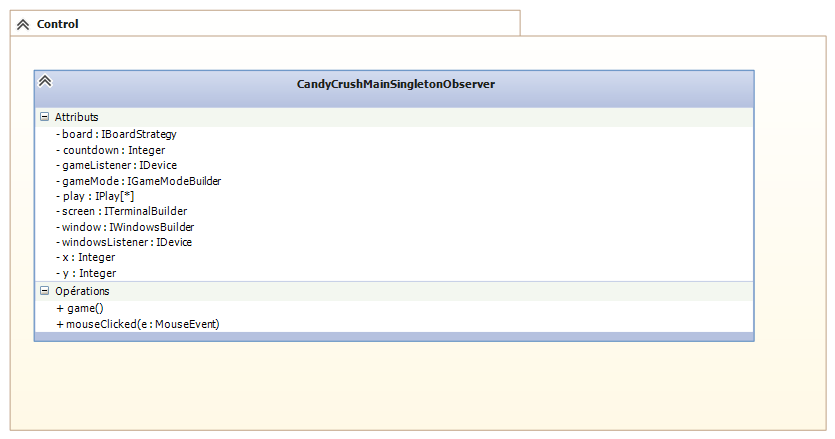 Control
CandyCrushMainSingletonObserver
Attributs
- board : IBoardStrategy
- countdown : Integer
- gameListener : IDevice
- gameMode : IGameModeBuilder
- play : IPlay[*]
- screen : ITerminalBuilder
- window : IWindowsBuilder
- windowsListener : IDevice
- x : Integer
- y : Integer
Opérations
+ game()
+ mouseClicked(e : MouseEvent)